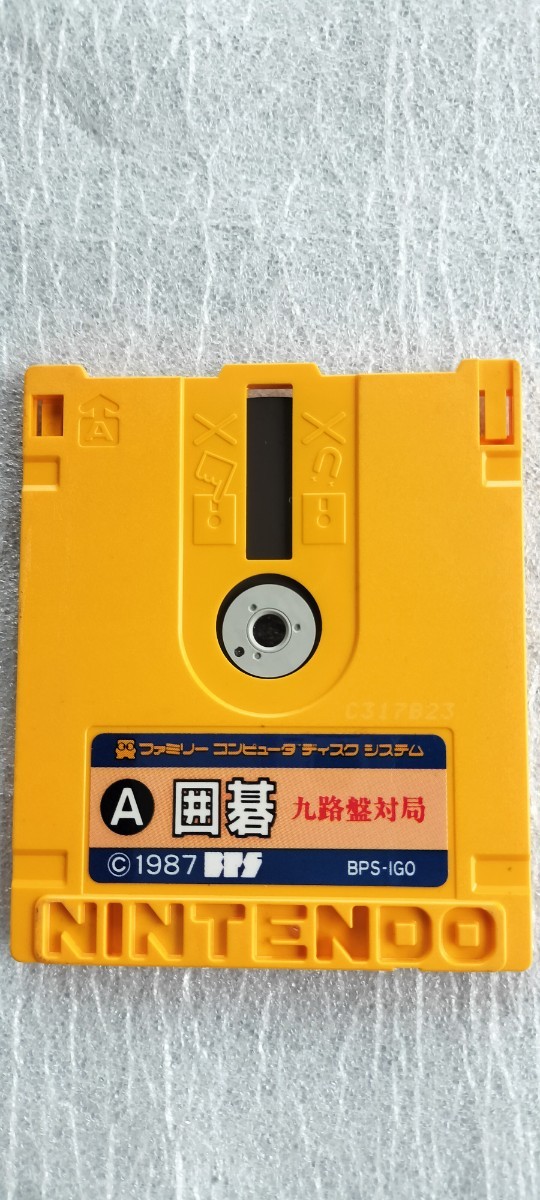 A
C317823
ファミリー コンピュータ ディスク システム
A 囲碁 九路盤対局
©1987 BPS BPS-IGO
NINTENDO